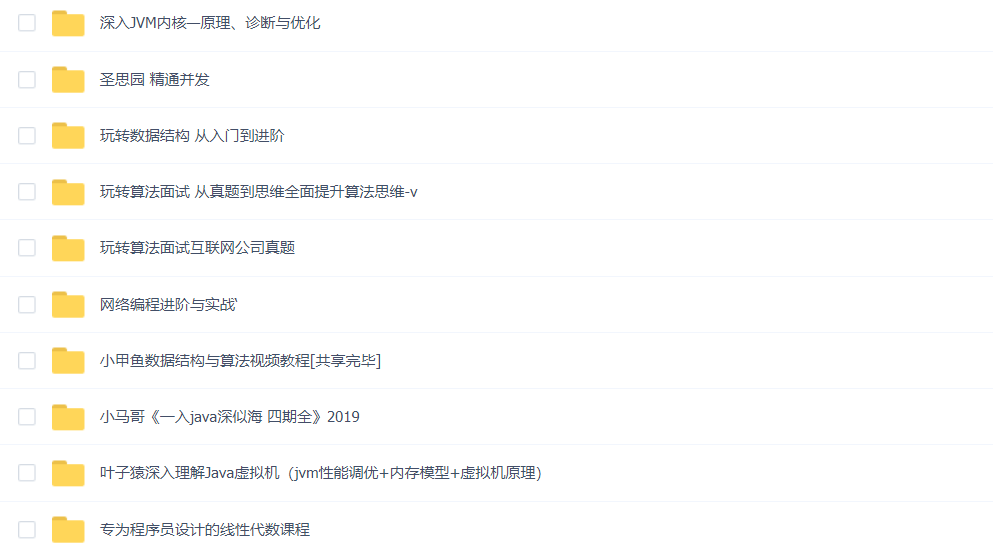 深入JVM内核—原理、诊断与优化
圣思园 精通并发
玩转数据结构 从入门到进阶
玩转算法面试 从真题到思维全面提升算法思维-v
玩转算法面试互联网公司真题
网络编程进阶与实战`
小甲鱼数据结构与算法视频教程[共享完毕]
小马哥《一入java深似海 四期全》2019
叶子猿深入理解Java虚拟机（jvm性能调优+内存模型+虚拟机原理）
专为程序员设计的线性代数课程